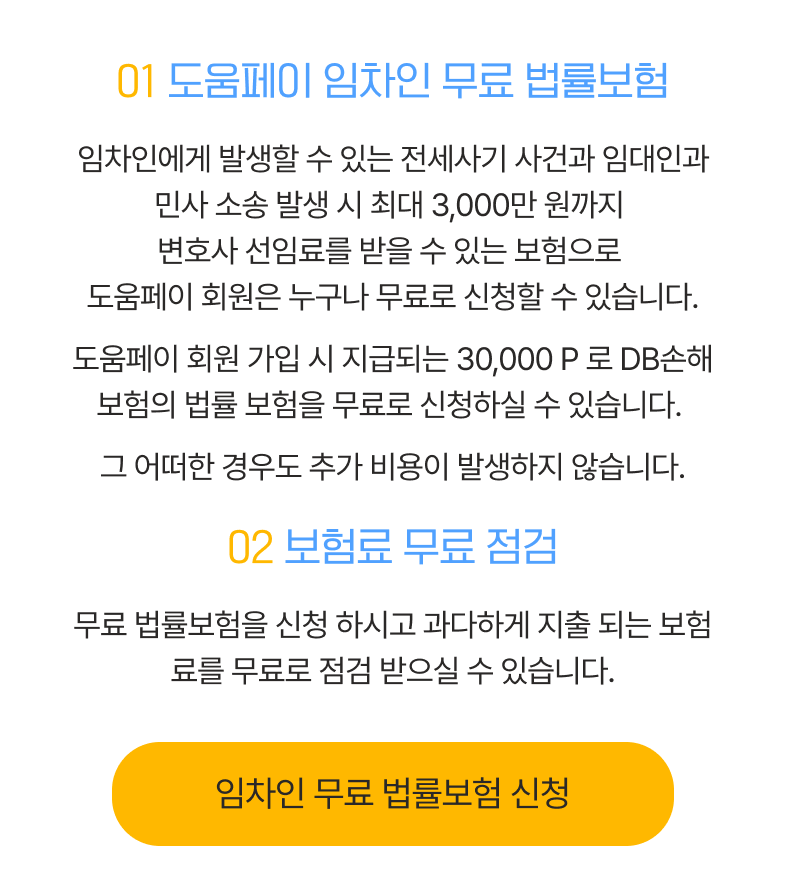 01 도움페이 임차인 무료 법률보험
임차인에게 발생할 수 있는 전세사기 사건과 임대인과
민사 소송 발생 시 최대 3,000만 원까지
변호사 선임료를 받을 수 있는 보험으로
도움페이 회원은 누구나 무료로 신청할 수 있습니다.
도움페이 회원 가입 시 지급되는 30,000 P 로 DB손해
보험의 법률 보험을 무료로 신청하실 수 있습니다.
그 어떠한 경우도 추가 비용이 발생하지 않습니다.
02 보험료 무료 점검
무료 법률보험을 신청 하시고 과다하게 지출 되는 보험
료를 무료로 점검 받으실 수 있습니다.
임차인 무료 법률보험 신청